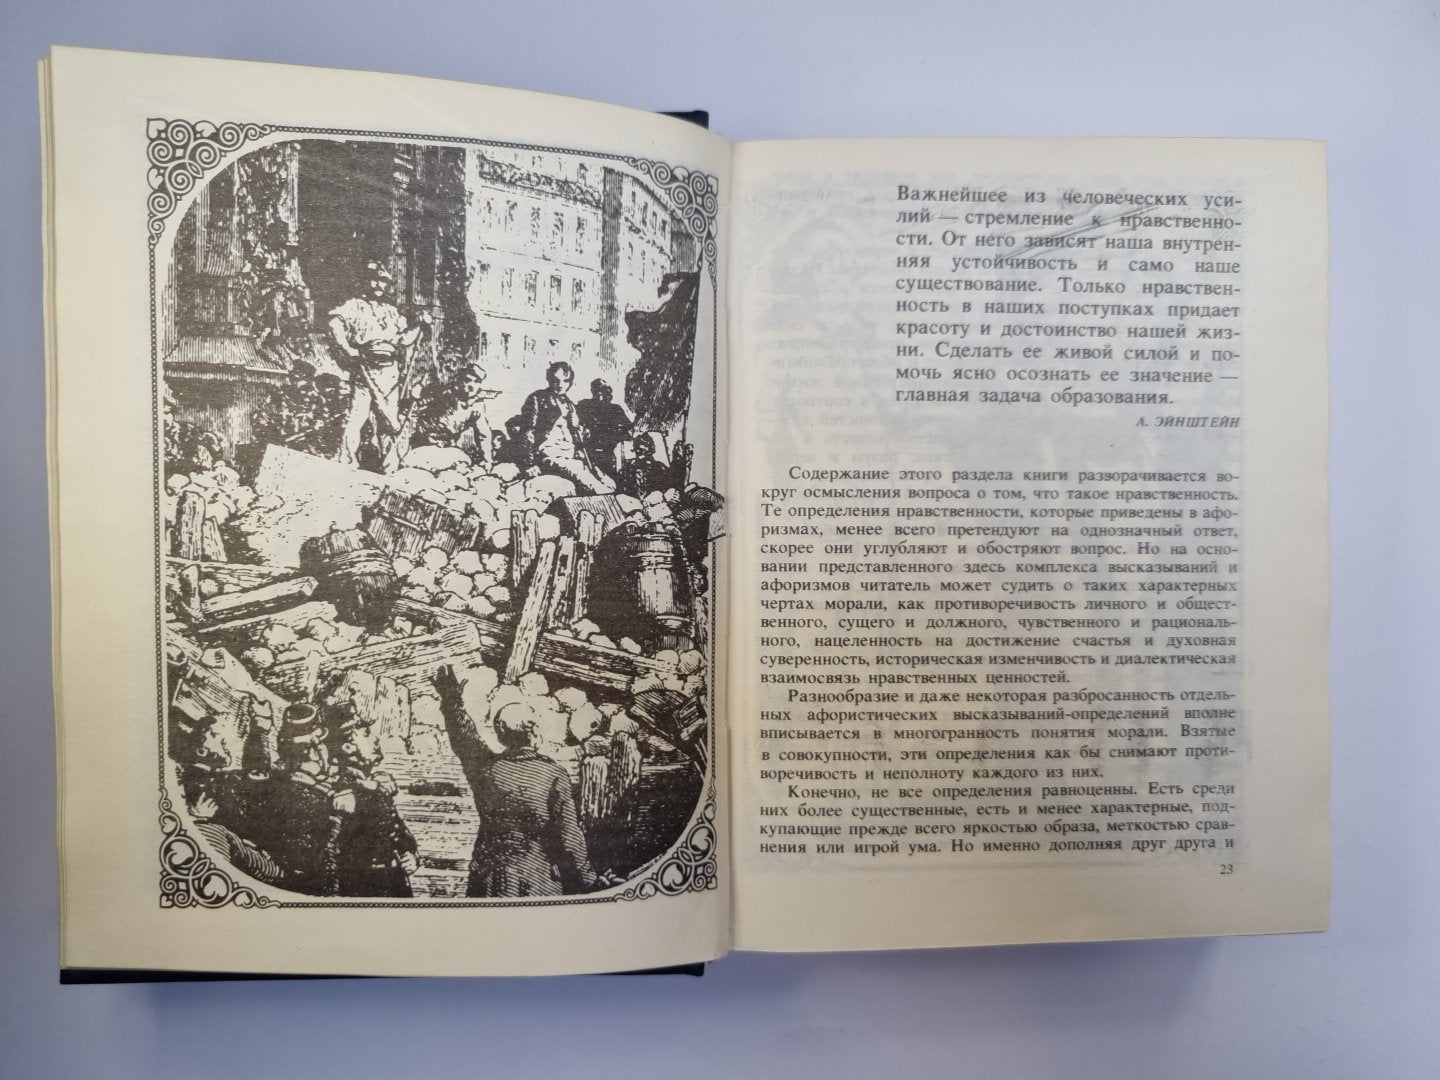 Важнейшее из человеческих уси-
лий — стремление к нравственно-
сти. От него зависят наша внутрен-
няя устойчивость и само наше
существование. Только нравствен-
ность в наших поступках придает
красоту и достоинство нашей жиз-
ни. Сделать ее живой силой и по-
мочь ясно осознать ее значение —
главная задача образования.
А. ЭЙНШТЕЙН
Содержание этого раздела книги разворачивается во-
круг осмысления вопроса о том, что такое нравственность.
Те определения нравственности, которые приведены в афо-
ризмах, менее всего претендуют на однозначный ответ,
скорее они углубляют и обостряют вопрос. Но на осно-
вании представленного здесь комплекса высказываний и
афоризмов читатель может судить о таких характерных
чертах морали, как противоречивость личного и общест-
венного, сущего и должного, чувственного и рациональ-
ного, нацеленность на достижение счастья и духовная
суверенность, историческая изменчивость и диалектическая
взаимосвязь нравственных ценностей.
Разнообразие и даже некоторая разбросанность отдель-
ных афористических высказываний-определений вполне
вписывается в многогранность понятия морали. Взятые
в совокупности, эти определения как бы снимают проти-
воречивость и неполноту каждого из них.
Конечно, не все определения равноценны. Есть среди
них более существенные, есть и менее характерные, под-
купающие прежде всего яркостью образа, меткостью срав-
нения или игрой ума. Но именно дополняя друг друга и
23